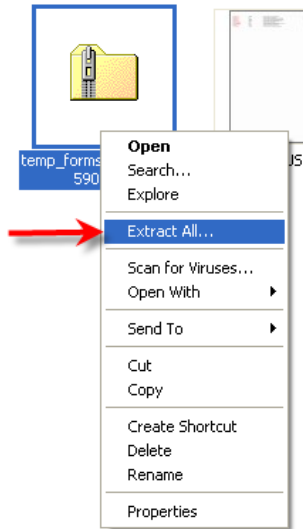 temp_forms
590
US
Open
Search...
Explore
Extract All...
Scan for Viruses...
Open With
Send To
Cut
Copy
Create Shortcut
Delete
Rename
Properties